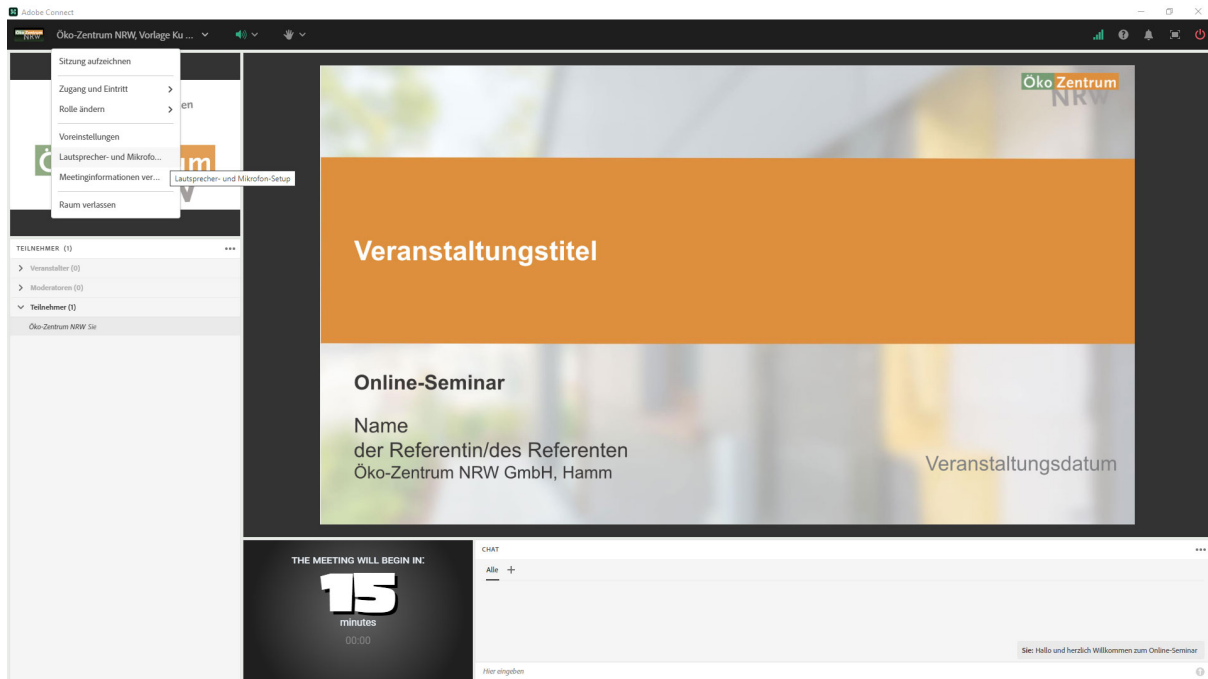 Adobe Connect
Öko-Zentrum NRW, Vorlage Ku ...
Sitzung aufzeichnen
Zugang und Eintritt
Rolle ändern
en
Voreinstellungen
Lautsprecher- und Mikrofo...
Meetinginformationen ver...
Lautsprecher- und Mikrofon-Setup
Raum verlassen
TEILNEHMER (1)
Veranstalter (0)
Moderatoren (0)
Teilnehmer (1)
Öko-Zentrum NRW Sie
Öko Zentrum
NRW
Veranstaltungstitel
Online-Seminar
Name
der Referentin/des Referenten
Öko-Zentrum NRW GmbH, Hamm
Veranstaltungsdatum
THE MEETING WILL BEGIN IN:
15
minutes
00:00
CHAT
Alle
Sie: Hallo und herzlich Willkommen zum Online-Seminar
Hier eingeben